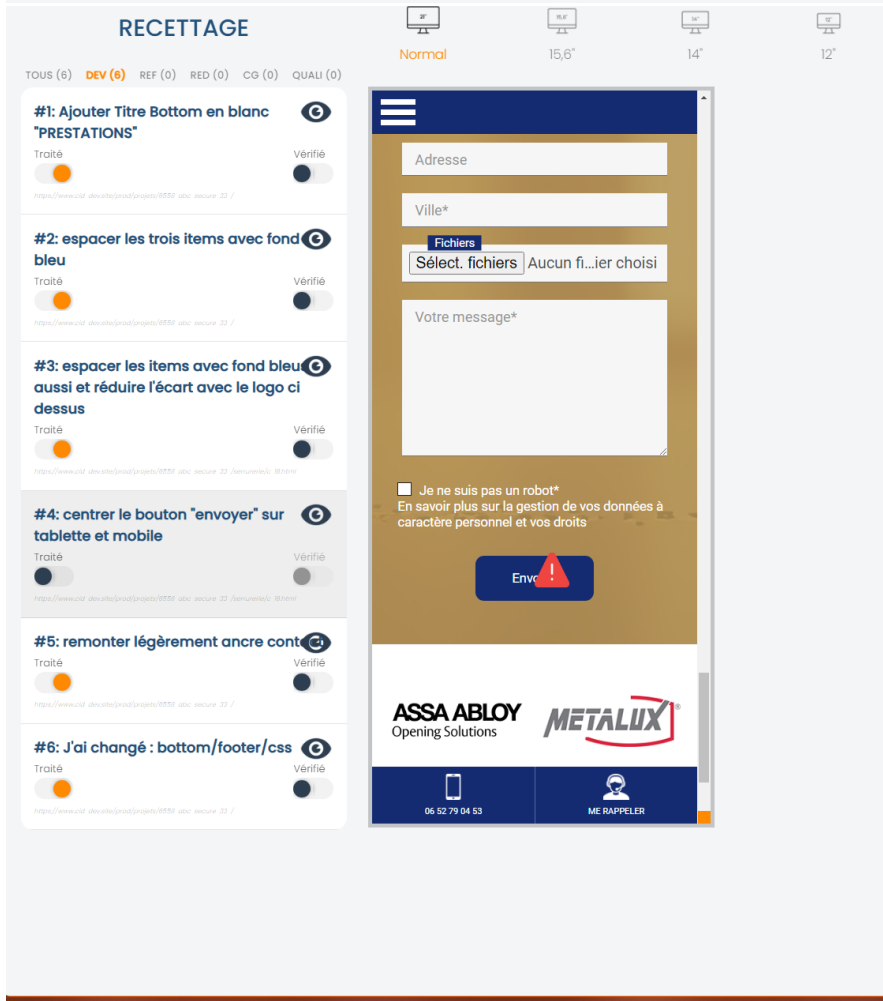 RECETTAGE
21"
15,6"
14"
12"
Normal
15,6"
14"
12"
TOUS (6) DEV (6) REF (0) RED (0) CG (0) QUALI (0)
#1: Ajouter Titre Bottom en blanc
"PRESTATIONS"
Traité Vérifié
#2: espacer les trois items avec fond
bleu
Traité Vérifié
#3: espacer les items avec fond bleus
aussi et réduire l'écart avec le logo ci
dessus
Traité Vérifié
#4: centrer le bouton "envoyer" sur
tablette et mobile
Traité Vérifié
#5: remonter légèrement ancre
Traité Vérifié
#6: J'ai changé : bottom/footer/css
Traité Vérifié
Adresse
Ville*
Fichiers
Sélect. fichiers Aucun fi...ier choisi
Votre message*
Je ne suis pas un robot*
En savoir plus sur la gestion de vos données à
caractère personnel et vos droits
!
ASSA ABLOY
Opening Solutions
METALUX®
06 52 79 04 53
ME RAPPELER